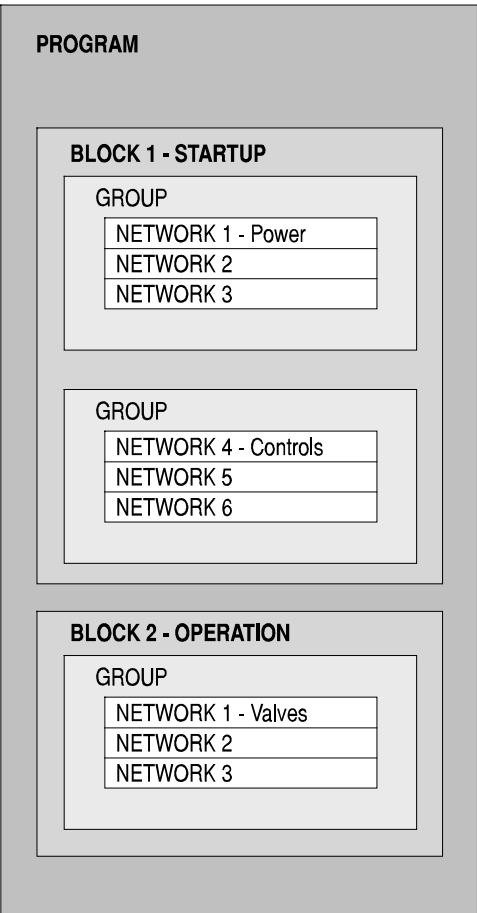 PROGRAM
BLOCK 1 - STARTUP
GROUP
NETWORK 1 - Power
NETWORK 2
NETWORK 3
GROUP
NETWORK 4 - Controls
NETWORK 5
NETWORK 6
BLOCK 2 - OPERATION
GROUP
NETWORK 1 - Valves
NETWORK 2
NETWORK 3